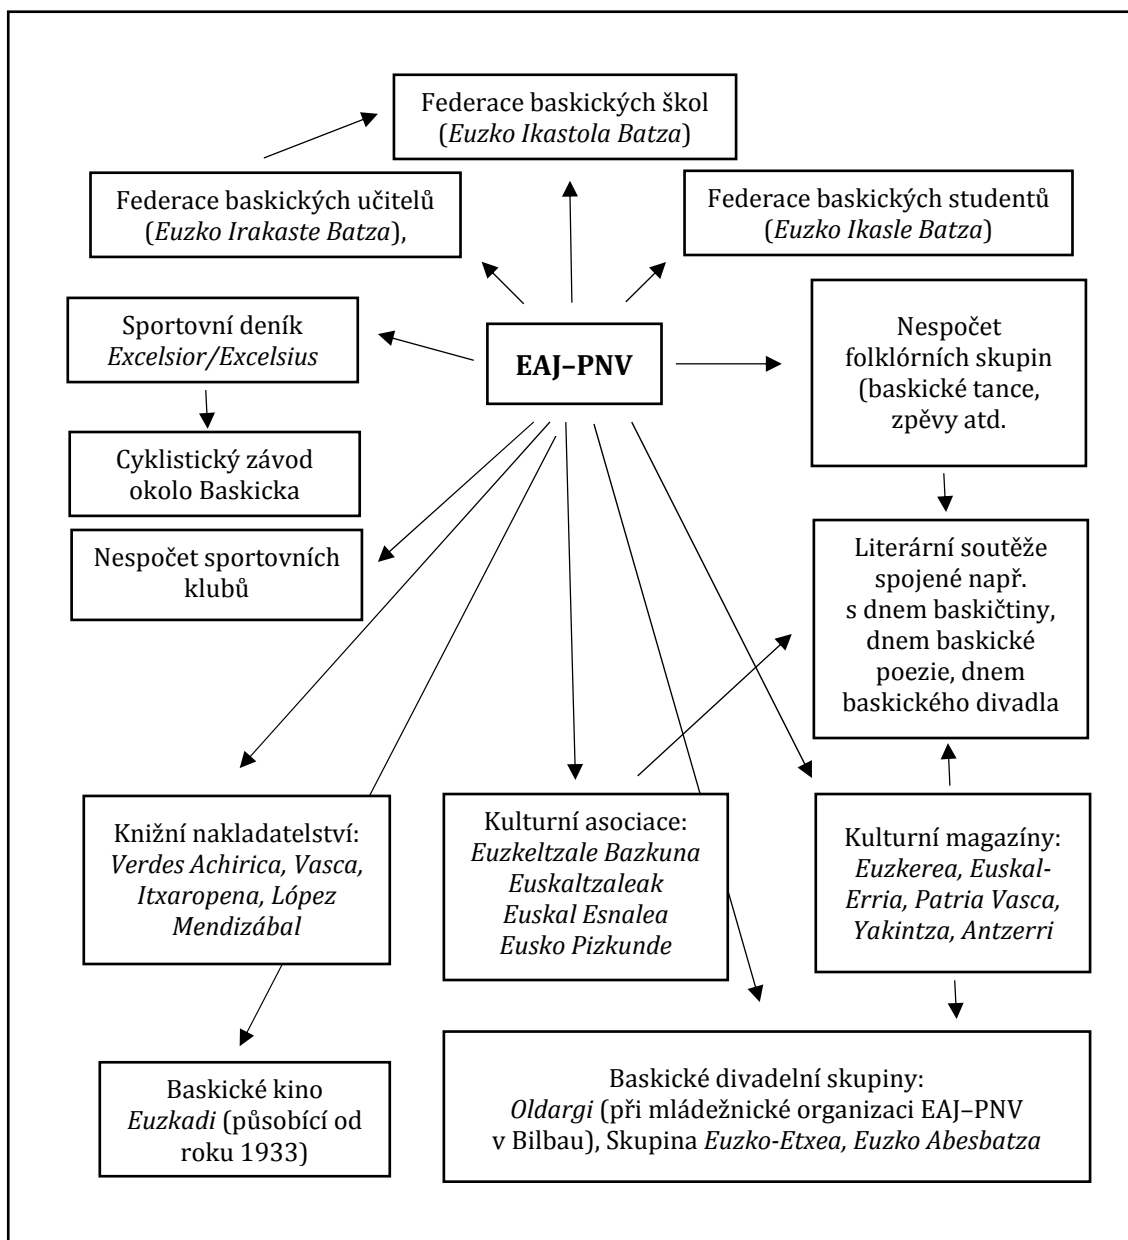 Federace baskických škol
(Euzko Ikastola Batza)
Federace baskických učitelů
(Euzko Irakaste Batza),
Federace baskických studentů
(Euzko Ikasle Batza)
Sportovní deník
Excelsior/Excelsius
EAJ–PNV
Nespočet
folklórních skupin
(baskické tance,
zpěvy atd.
Cyklistický závod
okolo Baskicka
Nespočet sportovních
klubů
Literární soutěže
spojené např.
s dnem baskičtiny,
dnem baskické
poezie, dnem
baskického divadla
Knižní nakladatelství:
Verdes Achirica, Vasca,
Itxaropena, López
Mendizábal
Kulturní asociace:
Euzkeltzale Bazkuna
Euskaltzaleak
Euskal Esnalea
Eusko Pizkunde
Kulturní magazíny:
Euzkerea, Euskal-
Erria, Patria Vasca,
Yakintza, Antzerri
Baskické kino
Euzkadi (působící od
roku 1933)
Baskické divadelní skupiny:
Oldargi (při mládežnické organizaci EAJ–PNV
v Bilbau), Skupina Euzko-Etxea, Euzko Abesbatza